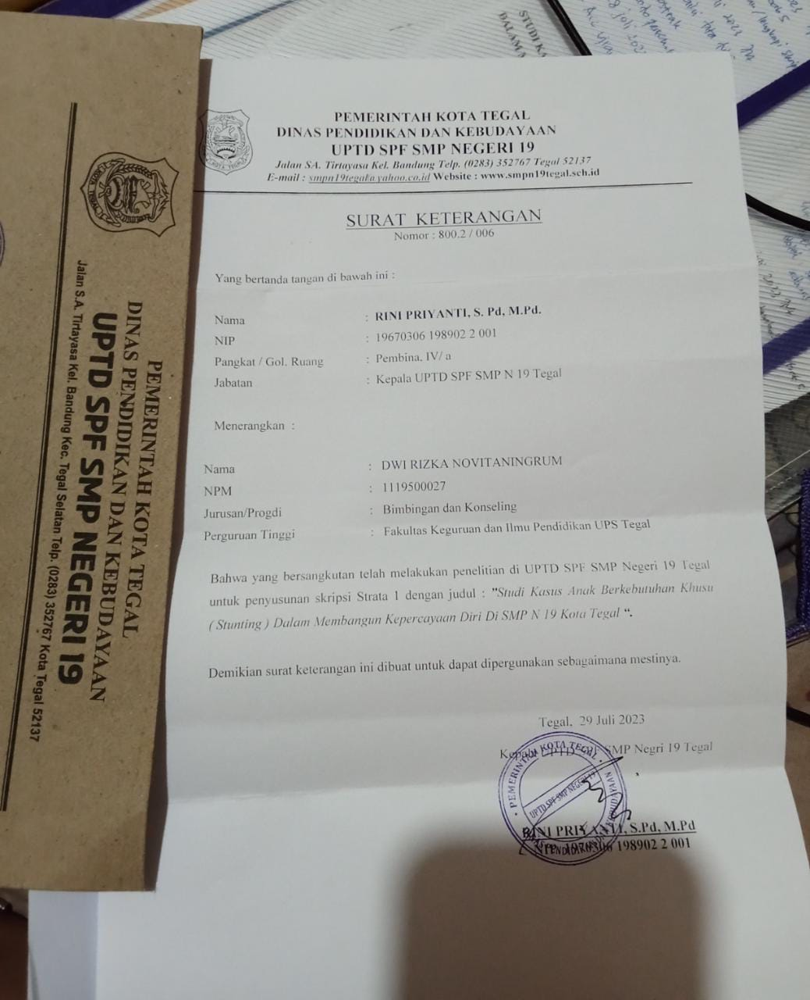 PEMERINTAH KOTA TEGAL
DINAS PENDIDIKAN DAN KEBUDAYAAN
UPTD SPF SMP NEGERI 19
Jalan SA. Tirtayasa Kel. Bandung Telp. (0283) 352767 Tegal 52137
E-mail : smpn19tegalka yahoo.co.id Website : www.smpn19tegal.sch.id
SURAT KETERANGAN
Nomor : 800.2 / 006
Yang bertanda tangan di bawah ini :
Nama : RINI PRIYANTI, S. Pd, M.Pd.
NIP : 19670306 198902 2 001
Pangkat / Gol. Ruang : Pembina. IV/ a
Jabatan : Kepala UPTD SPF SMP N 19 Tegal
Menerangkan :
Nama : DWI RIZKA NOVITANINGRUM
NPM : 1119500027
Jurusan/Progdi : Bimbingan dan Konseling
Perguruan Tinggi : Fakultas Keguruan dan Ilmu Pendidikan UPS Tegal
Bahwa yang bersangkutan telah melakukan penelitian di UPTD SPF SMP Negeri 19 Tegal
untuk penyusunan skripsi Strata 1 dengan judul : "Studi Kasus Anak Berkebutuhan Khusu
( Stunting ) Dalam Membangun Kepercayaan Diri Di SMP N 19 Kota Tegal “.
Demikian surat keterangan ini dibuat untuk dapat dipergunakan sebagaimana mestinya.
Tegal, 29 Juli 2023
Kepala UPTD SMP Negri 19 Tegal
PEMERINTAH KOTA TEGAL
UPTD SPF SMP NEGERI 19
RINI PRIYANTI, S.Pd, M.Pd
198902 2 001
PEMERINTAH KOTA TEGAL
DINAS PENDIDIKAN DAN KEBUDAYAAN
UPTD SPF SMP NEGERI 19
Jalan S.A. Tirtayasa Kel. Bandung Kec. Tegal Selatan Telp. (0283) 352767 Kota Tegal 52137
KOTA TEGAL
DALAM